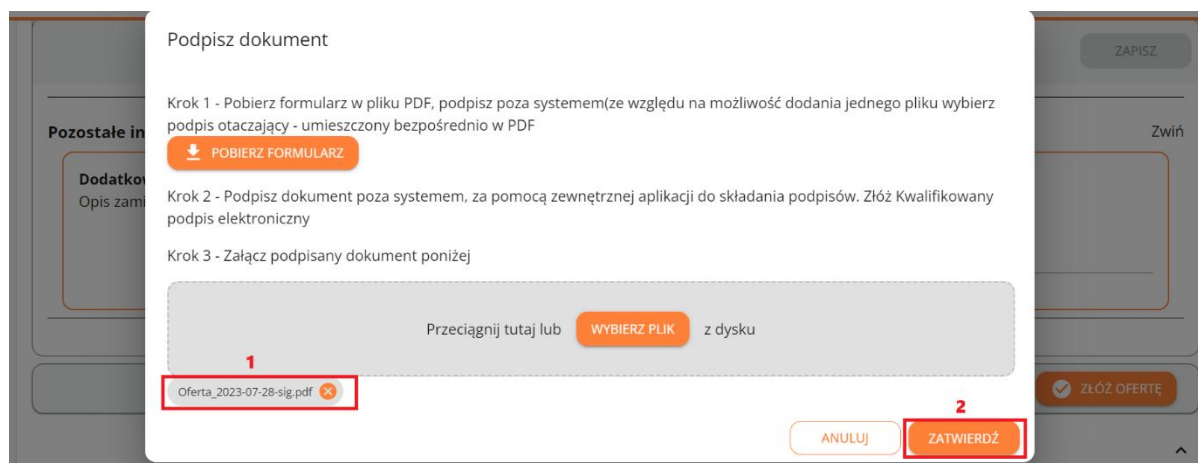 Podpisz dokument
ZAPISZ
Krok 1 - Pobierz formularz w pliku PDF, podpisz poza systemem(ze względu na możliwość dodania jednego pliku wybierz
podpis otaczający - umieszczony bezpośrednio w PDF
Pozostałe in
Zwiń
POBIERZ FORMULARZ
Dodatkow
Opis zami
Krok 2 - Podpisz dokument poza systemem, za pomocą zewnętrznej aplikacji do składania podpisów. Złóż Kwalifikowany
podpis elektroniczny
Krok 3 - Załącz podpisany dokument poniżej
Przeciągnij tutaj lub WYBIERZ PLIK z dysku
1
Oferta_2023-07-28-sig.pdf
ZŁÓŻ OFERTĘ
2
ANULUJ ZATWIERDŹ